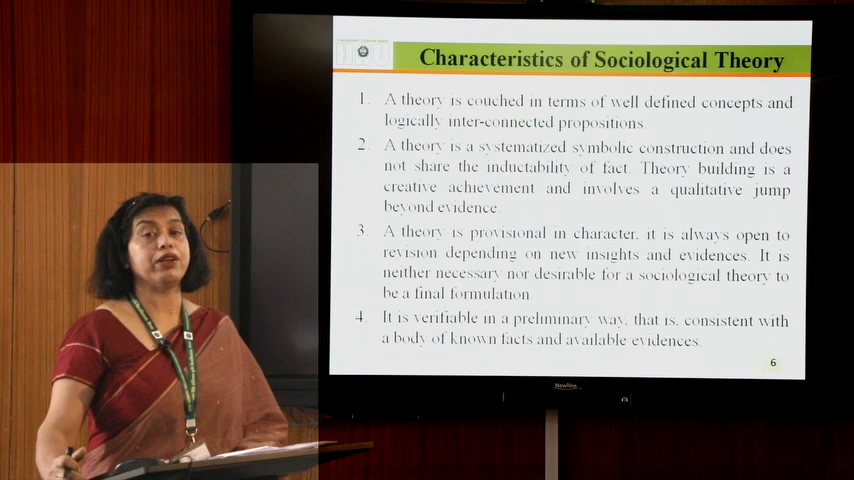 Characteristics of Sociological Theory
1. A theory is couched in terms of well defined concepts and
logically inter-connected propositions.
2. A theory is a systematized symbolic construction and does
not share the inductability of fact. Theory building is a
creative achievement and involves a qualitative jump
beyond evidence.
3. A theory is provisional in character, it is always open to
revision depending on new insights and evidences. It is
neither necessary nor desirable for a sociological theory to
be a final formulation.
4. It is verifiable in a preliminary way, that is, consistent with
a body of known facts and available evidences.
6
Newline